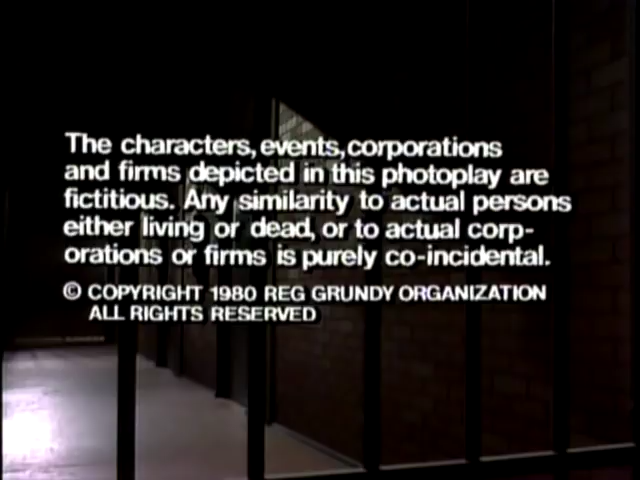 The characters, events, corporations
and firms depicted in this photoplay are
fictitious. Any similarity to actual persons
either living or dead, or to actual corp-
orations or firms is purely co-incidental.
© COPYRIGHT 1980 REG GRUNDY ORGANIZATION
ALL RIGHTS RESERVED